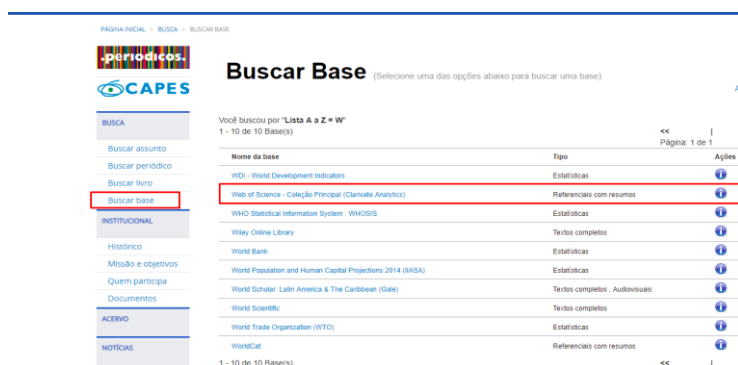 PÁGINA INICIAL > BUSCA > BUSCAR BASE
.periodicos.
CAPES
Buscar Base (Selecione uma das opções abaixo para buscar uma base)
A
BUSCA
Buscar assunto
Buscar periódico
Buscar livro
Buscar base
INSTITUCIONAL
Histórico
Missão e objetivos
Quem participa
Documentos
ACERVO
NOTÍCIAS
Você buscou por "Lista A a Z = W"
1 - 10 de 10 Base(s) << |
Página: 1 de 1
Nome da base Tipo Ações
WDI - World Development Indicators Estatísticas
Web of Science - Coleção Principal (Clarivate Analytics) Referenciais com resumos
WHO Statistical Information System : WHOSIS Estatísticas
Wiley Online Library Textos completos
World Bank Estatísticas
World Population and Human Capital Projections 2014 (IIASA) Estatísticas
World Scholar: Latin America & The Caribbean (Gale) Textos completos , Audiovisuais
World Scientific Textos completos
World Trade Organization (WTO) Estatísticas
WorldCat Referenciais com resumos
1 - 10 de 10 Base(s) << |